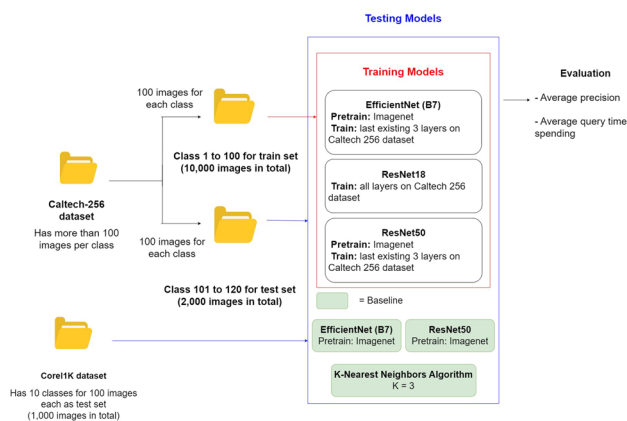 Testing Models
Training Models
EfficientNet (B7)
Pretrain: Imagenet
Train: last existing 3 layers on
Caltech 256 dataset
ResNet18
Train: all layers on Caltech 256
dataset
ResNet50
Pretrain: Imagenet
Train: last existing 3 layers on
Caltech 256 dataset
= Baseline
EfficientNet (B7)
Pretrain: Imagenet
ResNet50
Pretrain: Imagenet
K-Nearest Neighbors Algorithm
K = 3
Evaluation
- Average precision
- Average query time
spending
100 images for
each class
Class 1 to 100 for train set
(10,000 images in total)
Caltech-256
dataset
Has more than 100
images per class
100 images for
each class
Class 101 to 120 for test set
(2,000 images in total)
Corel1K dataset
Has 10 classes for 100 images
each as test set
(1,000 images in total)